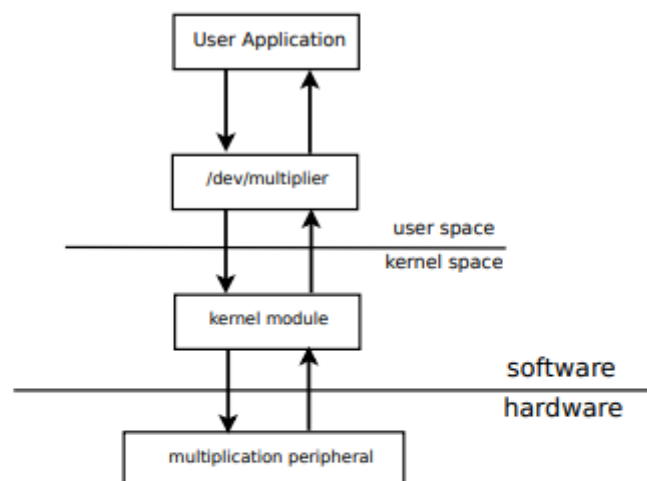 User Application
/dev/multiplier
user space
kernel space
kernel module
software
hardware
multiplication peripheral